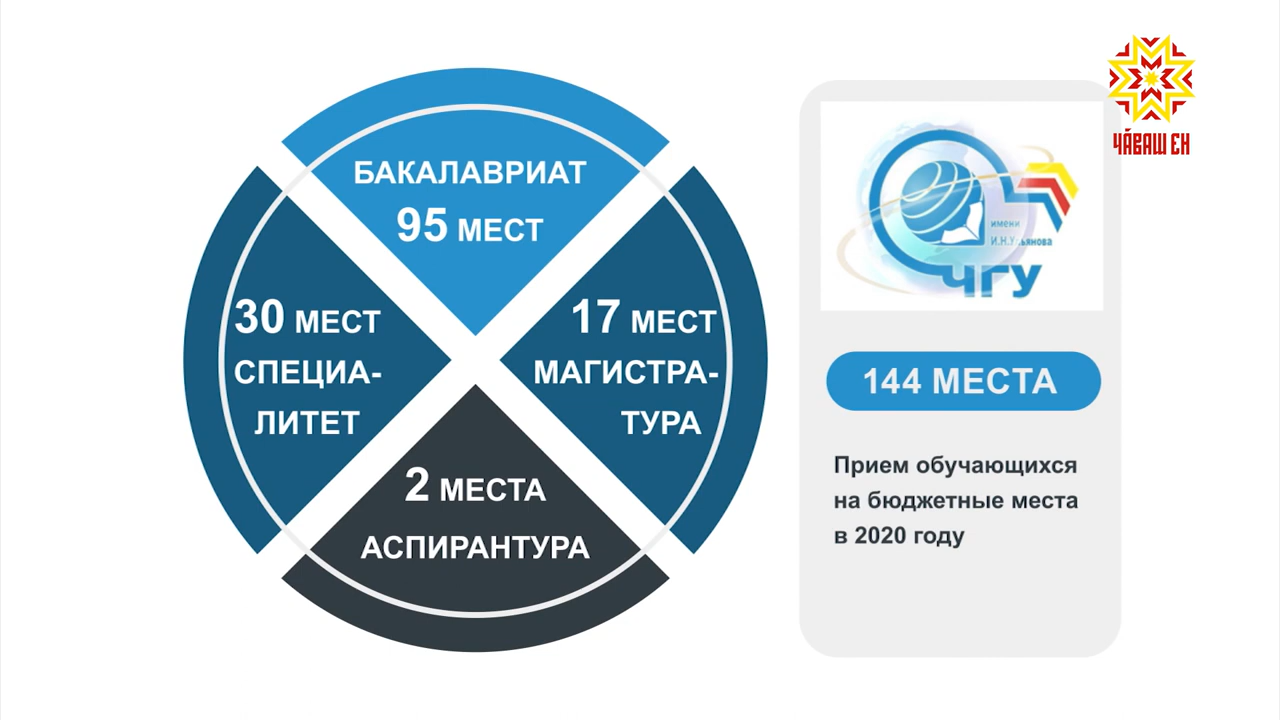 БАКАЛАВРИАТ
95 МЕСТ
30 МЕСТ
СПЕЦИА-
ЛИТЕТ
17 МЕСТ
МАГИСТРА-
ТУРА
2 МЕСТА
АСПИРАНТУРА
ЧӐВАШ ЕН
имени
И.Н.Ульянова
ЧГУ
144 МЕСТА
Прием обучающихся
на бюджетные места
в 2020 году